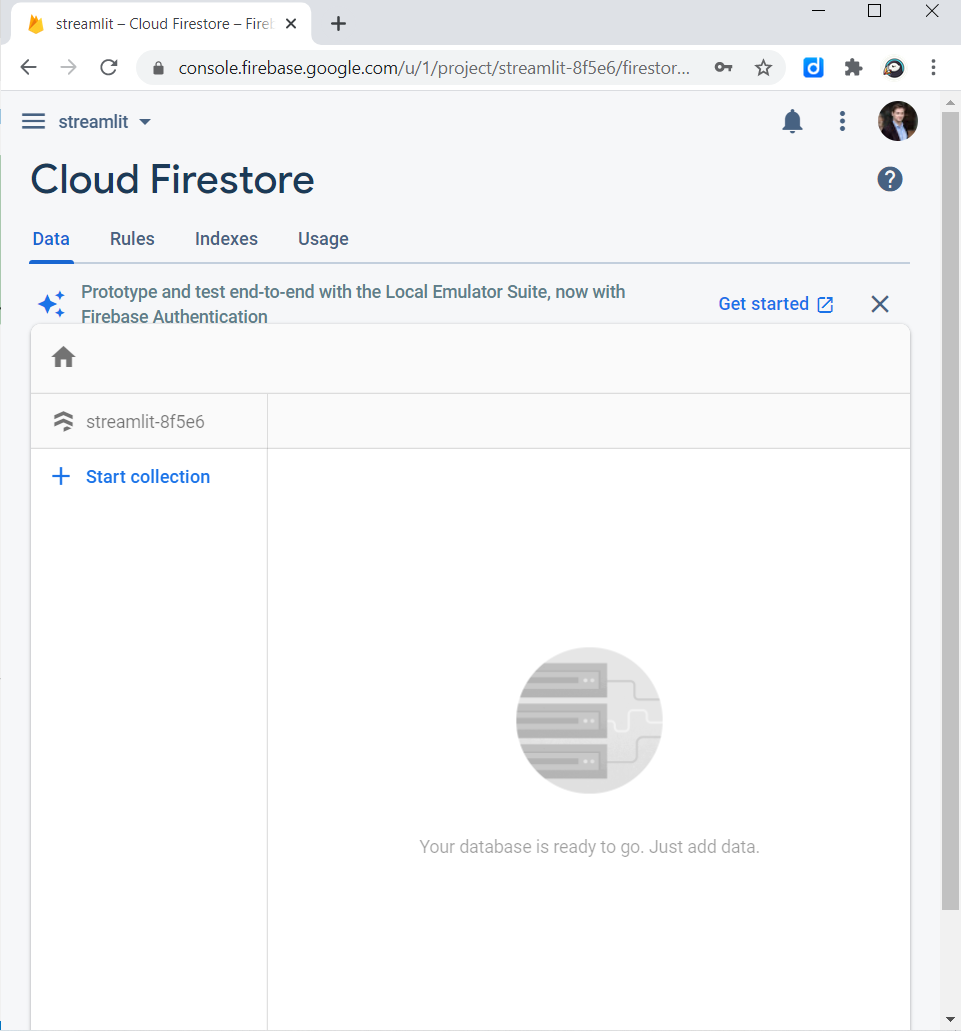 streamlit – Cloud Firestore – Fireb
console.firebase.google.com/u/1/project/streamlit-8f5e6/firestor...
streamlit
Cloud Firestore
Data Rules Indexes Usage
Prototype and test end-to-end with the Local Emulator Suite, now with
Firebase Authentication
Get started
streamlit-8f5e6
+ Start collection
Your database is ready to go. Just add data.